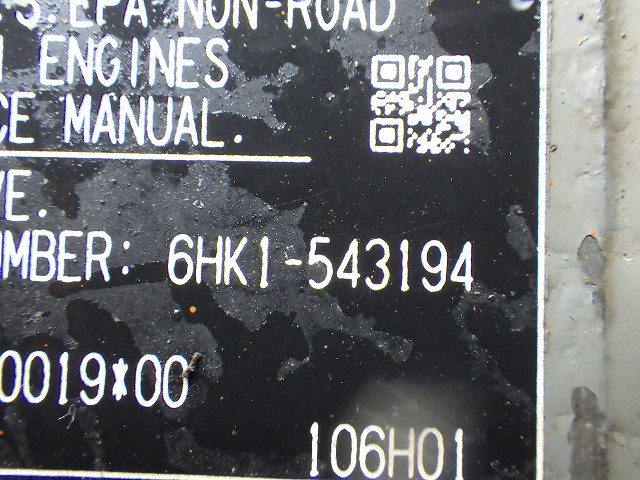 .S.EPA NON-ROAD
ENGINES
CE MANUAL.
VE.
UMBER: 6HK1-543194
0019*00
106H01